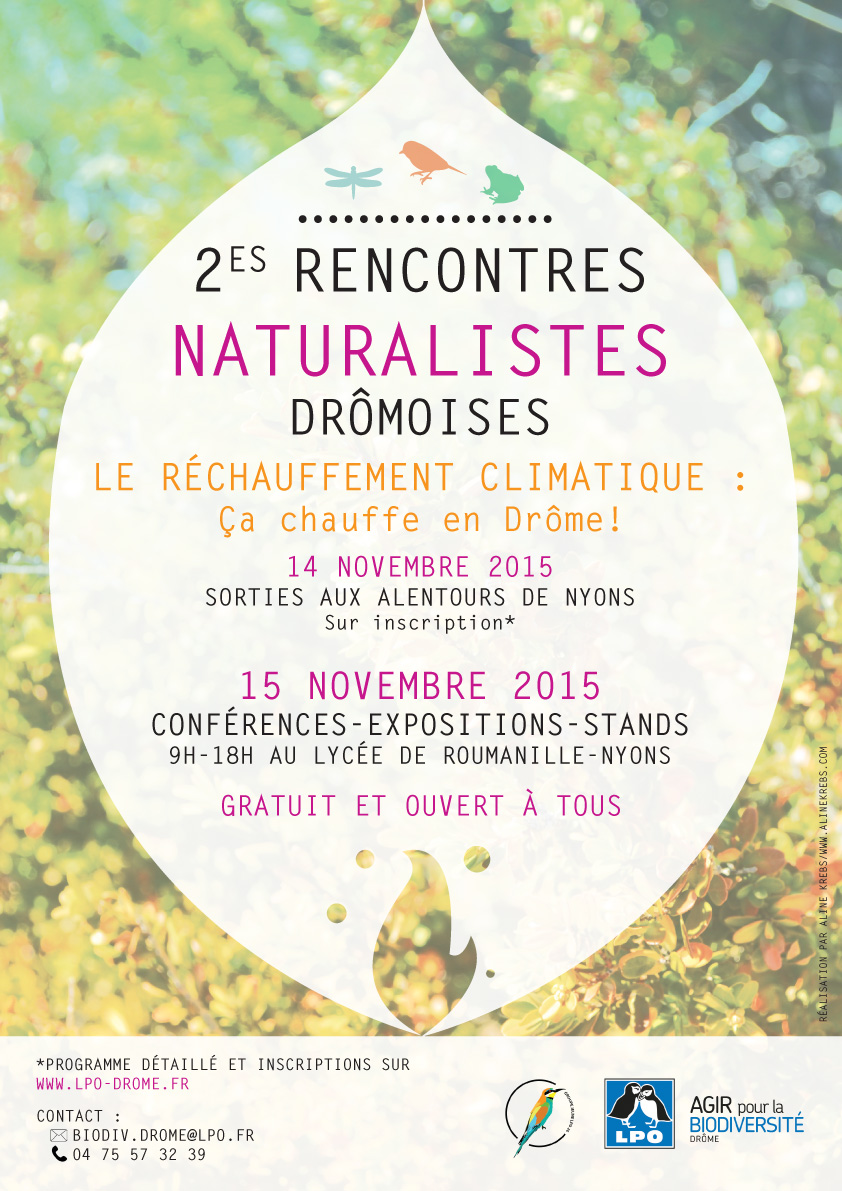 2ES RENCONTRES
NATURALISTES
DRÔMOISES
LE RÉCHAUFFEMENT CLIMATIQUE :
Ça chauffe en Drôme!
14 NOVEMBRE 2015
SORTIES AUX ALENTOURS DE NYONS
Sur inscription*
15 NOVEMBRE 2015
CONFÉRENCES-EXPOSITIONS-STANDS
9H-18H AU LYCÉE DE ROUMANILLE-NYONS
GRATUIT ET OUVERT À TOUS
RÉALISATION PAR ALINE KREBS/WWW.ALINEKREBS.COM
*PROGRAMME DÉTAILLÉ ET INSCRIPTIONS SUR
WWW.LPO-DROME.FR
CONTACT :
BIODIV.DROME@LPO.FR
04 75 57 32 39
LPO
AGIR pour la
BIODIVERSITÉ
DRÔME